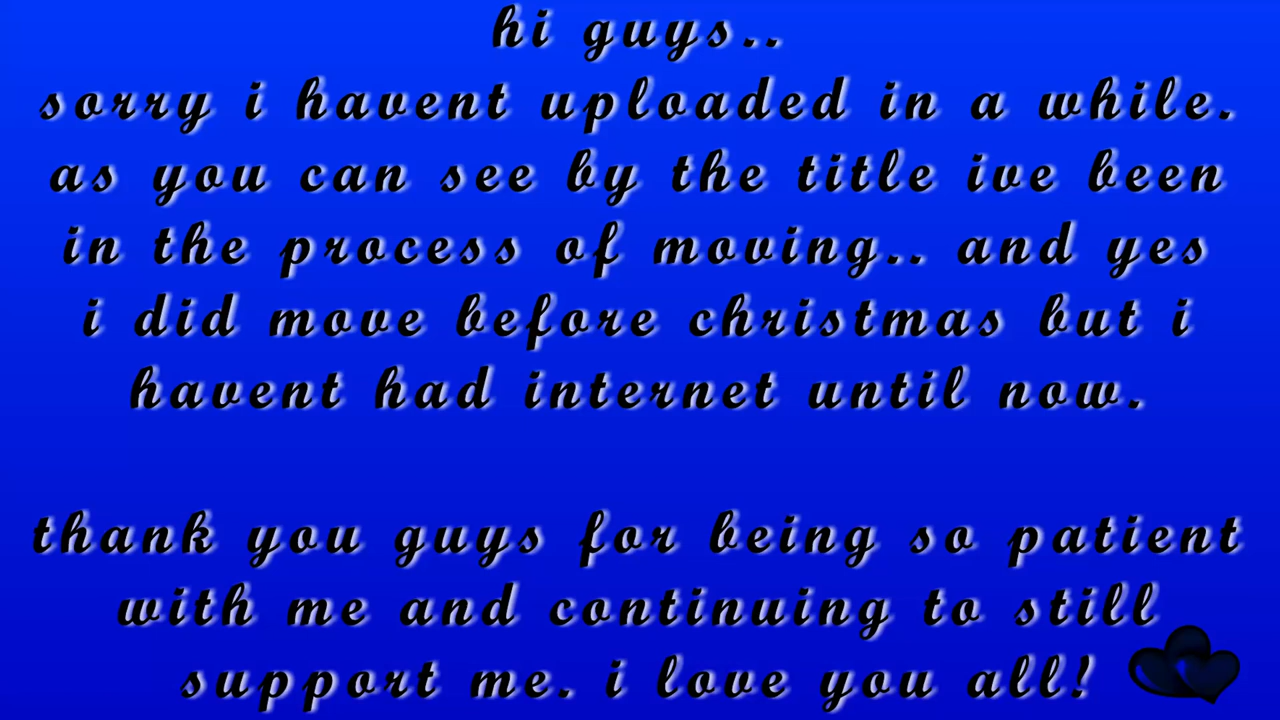 hi guys..
sorry i havent uploaded in a while.
as you can see by the title ive been
in the process of moving.. and yes
i did move before christmas but i
havent had internet until now.
thank you guys for being so patient
with me and continuing to still
support me. i love you all!